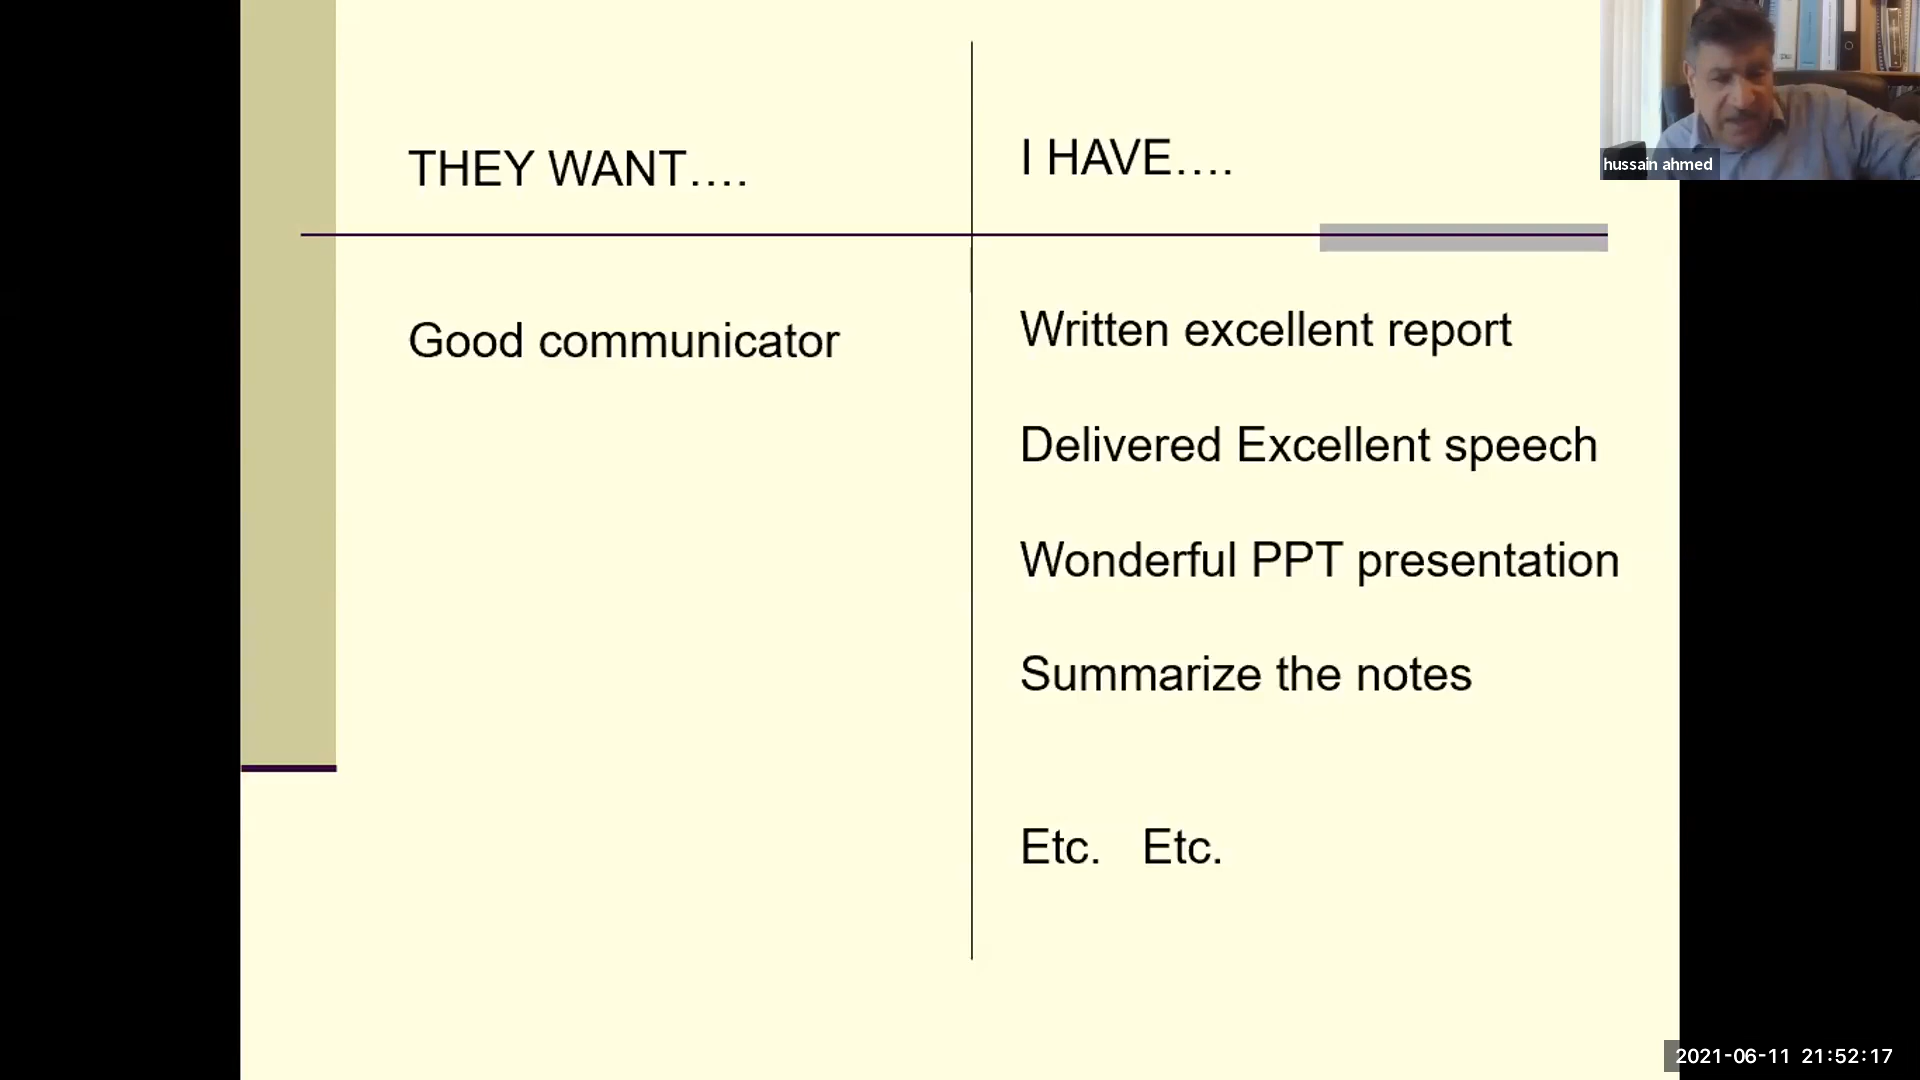 THEY WANT….
I HAVE….
hussain ahmed
Good communicator
Written excellent report
Delivered Excellent speech
Wonderful PPT presentation
Summarize the notes
Etc. Etc.
2021-06-11 21:52:17